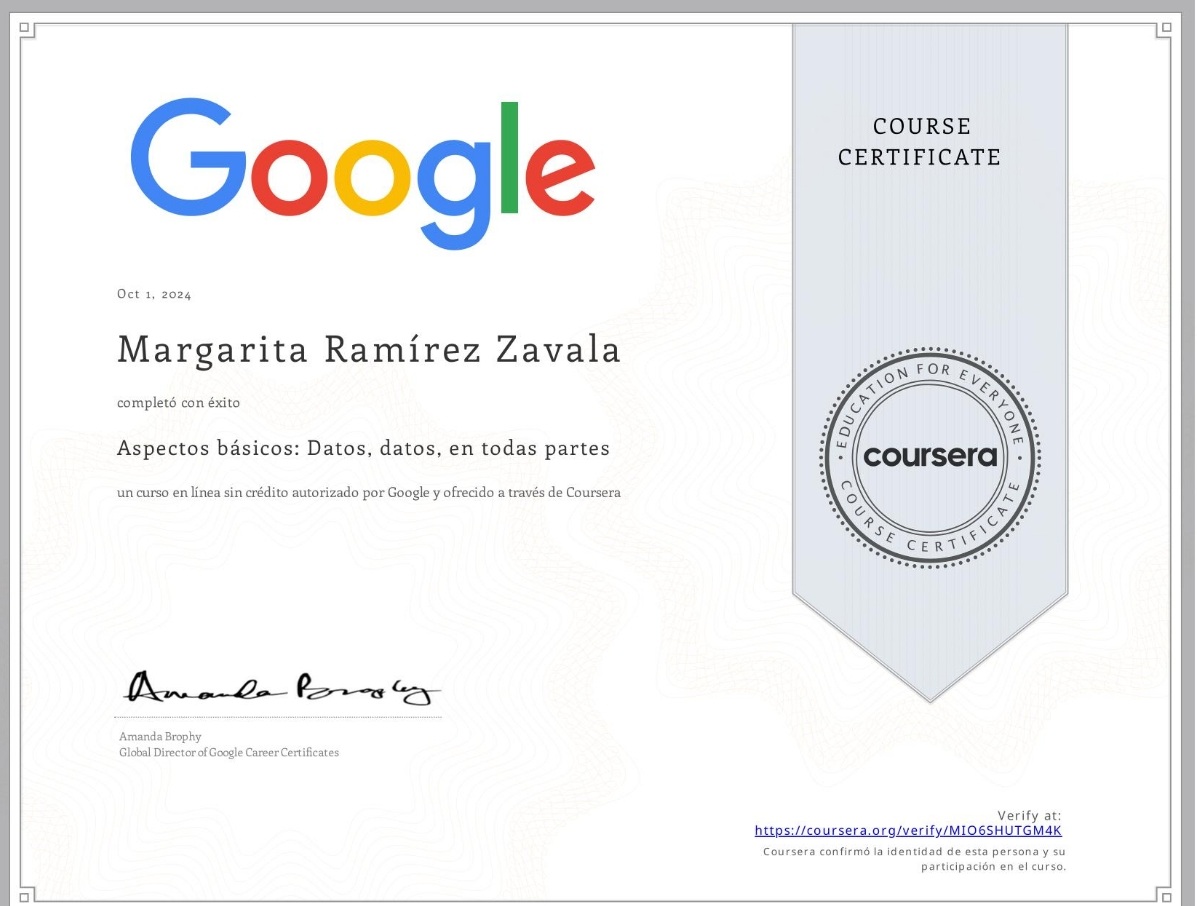 Google
COURSE
CERTIFICATE
Oct 1, 2024
Margarita Ramírez Zavala
completó con éxito
Aspectos básicos: Datos, datos, en todas partes
un curso en línea sin crédito autorizado por Google y ofrecido a través de Coursera
EDUCATION FOR EVERYONE
coursera
COURSE CERTIFICATE
Amanda Brophy
Amanda Brophy
Global Director of Google Career Certificates
Verify at:
https://coursera.org/verify/MIO6SHUTGM4K
Coursera confirmó la identidad de esta persona y su
participación en el curso.